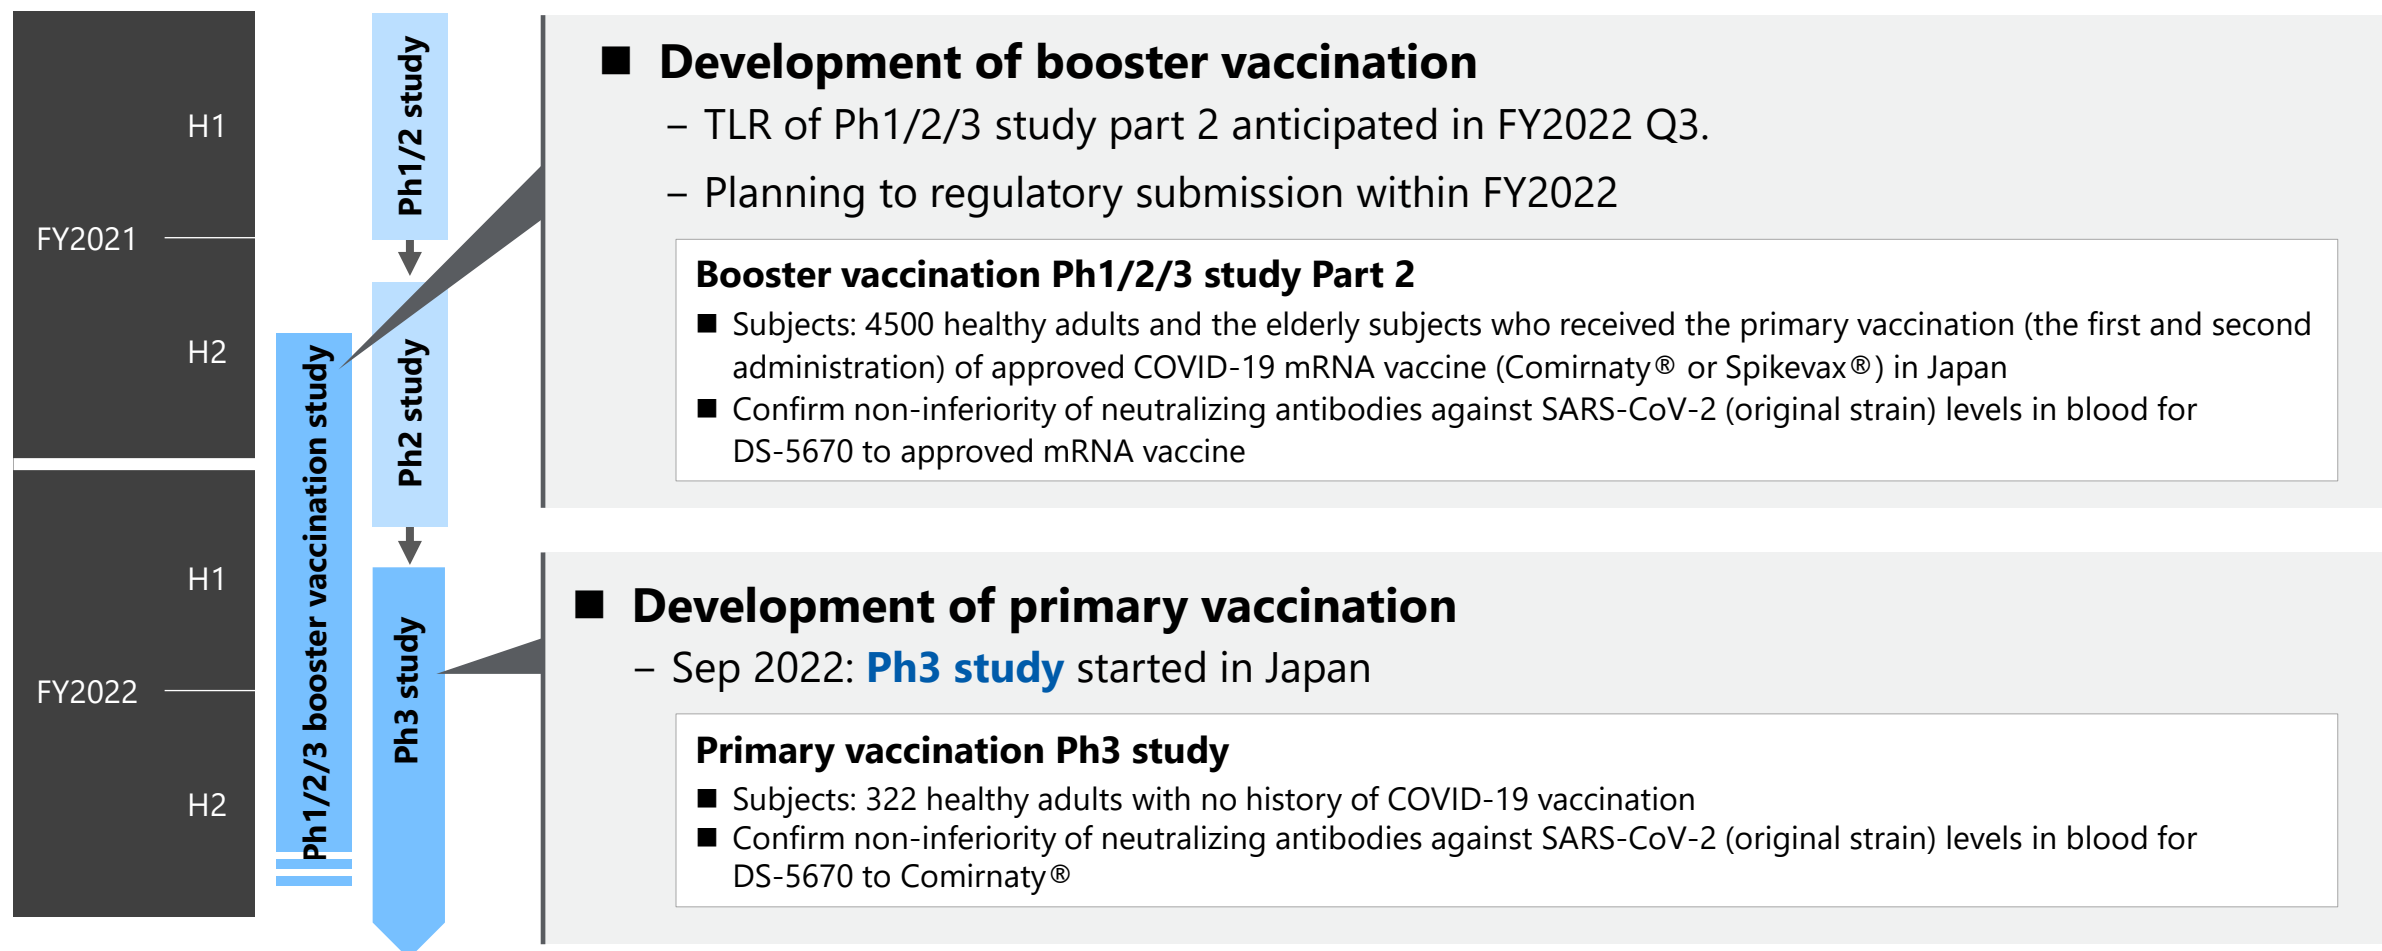 FY2021
H1
H2
FY2022
H1
H2
Ph1/2/3 booster vaccination study
Ph1/2 study
Ph2 study
Ph3 study
■ Development of booster vaccination
– TLR of Ph1/2/3 study part 2 anticipated in FY2022 Q3.
– Planning to regulatory submission within FY2022
Booster vaccination Ph1/2/3 study Part 2
■ Subjects: 4500 healthy adults and the elderly subjects who received the primary vaccination (the first and second
administration) of approved COVID-19 mRNA vaccine (Comirnaty® or Spikevax®) in Japan
■ Confirm non-inferiority of neutralizing antibodies against SARS-CoV-2 (original strain) levels in blood for
DS-5670 to approved mRNA vaccine
■ Development of primary vaccination
– Sep 2022: Ph3 study started in Japan
Primary vaccination Ph3 study
■ Subjects: 322 healthy adults with no history of COVID-19 vaccination
■ Confirm non-inferiority of neutralizing antibodies against SARS-CoV-2 (original strain) levels in blood for
DS-5670 to Comirnaty®